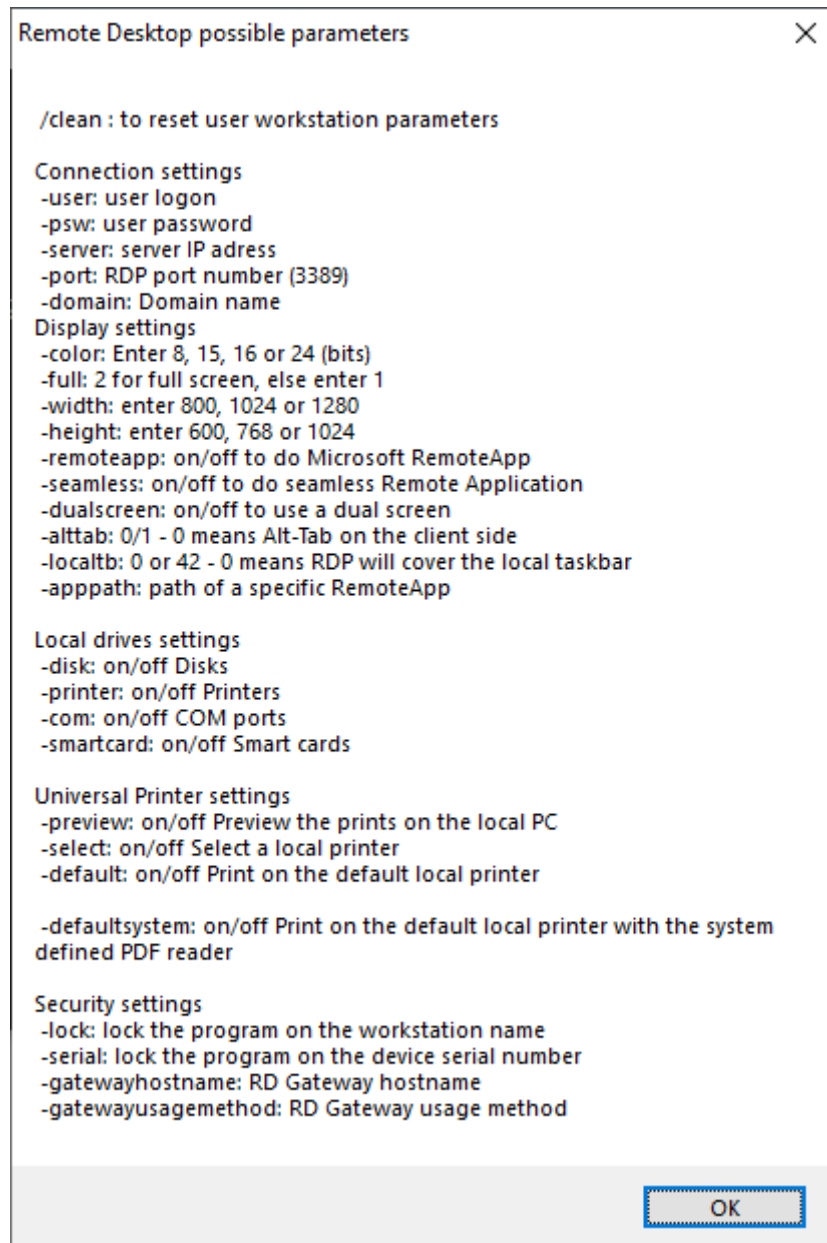 Remote Desktop possible parameters
/clean : to reset user workstation parameters
Connection settings
-user: user logon
-psw: user password
-server: server IP adress
-port: RDP port number (3389)
-domain: Domain name
Display settings
-color: Enter 8, 15, 16 or 24 (bits)
-full: 2 for full screen, else enter 1
-width: enter 800, 1024 or 1280
-height: enter 600, 768 or 1024
-remoteapp: on/off to do Microsoft RemoteApp
-seamless: on/off to do seamless Remote Application
-dualscreen: on/off to use a dual screen
-alttab: 0/1 - 0 means Alt-Tab on the client side
-localtb: 0 or 42 - 0 means RDP will cover the local taskbar
-apppath: path of a specific RemoteApp
Local drives settings
-disk: on/off Disks
-printer: on/off Printers
-com: on/off COM ports
-smartcard: on/off Smart cards
Universal Printer settings
-preview: on/off Preview the prints on the local PC
-select: on/off Select a local printer
-default: on/off Print on the default local printer
-defaultsystem: on/off Print on the default local printer with the system
defined PDF reader
Security settings
-lock: lock the program on the workstation name
-serial: lock the program on the device serial number
-gatewayhostname: RD Gateway hostname
-gatewayusagemethod: RD Gateway usage method
OK